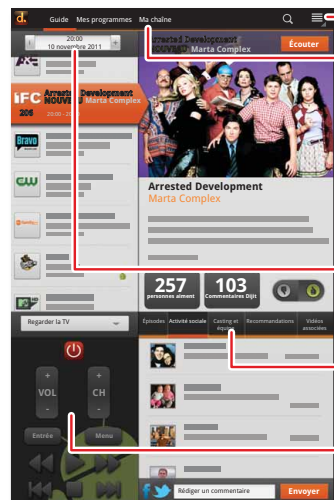 d.
Guide Mes programmes Ma chaîne
20:00
10 novembre 2011
Arrested Development
NOUVEAU Marta Complex
Écouter
A&E
IFC
206
Arrested Development
NOUVEAU Marta Complex
20:00 - 20
Bravo
CW
Arrested Development
Marta Complex
257
personnes aiment
103
Commentaires Dijit
MTV
HD
Regarder la TV
Épisodes Activité sociale Casting et équipe Recommandations Vidéos associées
+ +
VOL CH
- -
Entrée Menu
Rédiger un commentaire
Envoyer